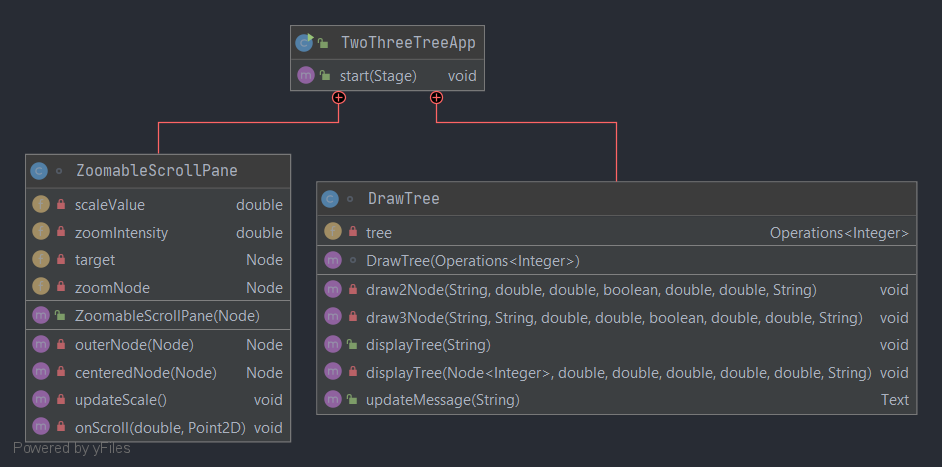 TwoThreeTreeApp
start(Stage) void
ZoomableScrollPane
scaleValue double
zoomIntensity double
target Node
zoomNode Node
ZoomableScrollPane(Node)
outerNode(Node) Node
centeredNode(Node) Node
updateScale() void
onScroll(double, Point2D) void
DrawTree
tree Operations<Integer>
DrawTree(Operations<Integer>)
draw2Node(String, double, double, boolean, double, double, String) void
draw3Node(String, String, double, double, boolean, double, double, String) void
displayTree(String) void
displayTree(Node<Integer>, double, double, double, double, double, String) void
updateMessage(String) Text
Powered by yFiles